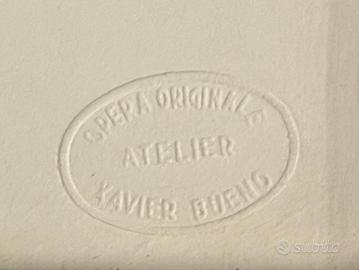 OPERA ORIGINALE
ATELIER
XAVIER BUENO
subito